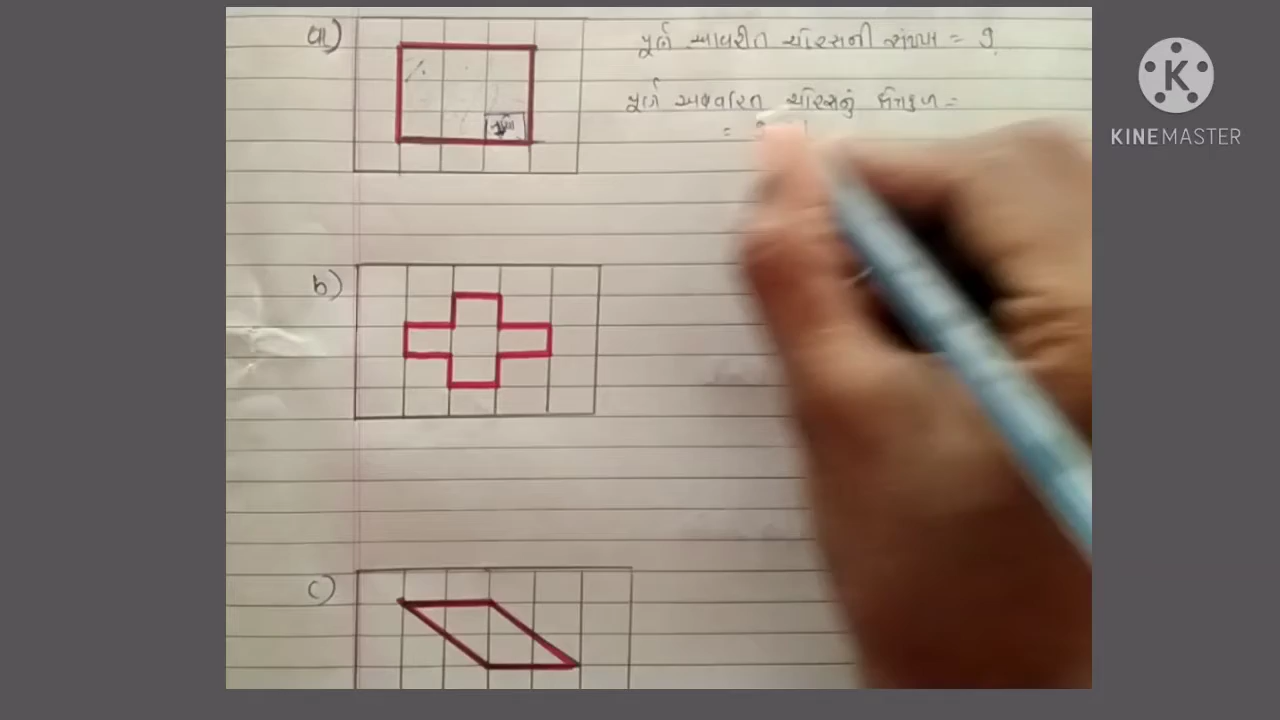 a)
પૂર્ણ આવરીત ચોરસની સંખ્યા = 9
પૂર્ણ આવરિત ચોરસનું ક્ષેત્રફળ =
=
b)
c)
KINEMASTER